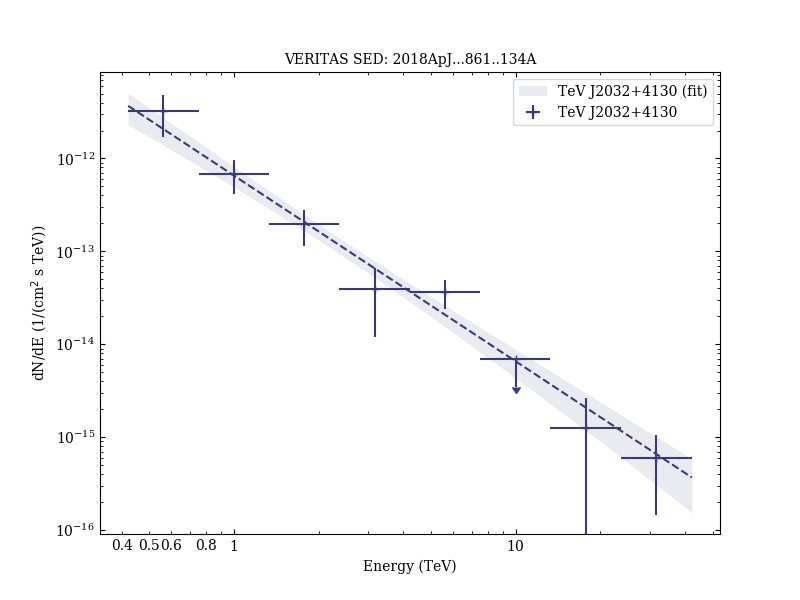 VERITAS SED: 2018ApJ...861..134A
TeV J2032+4130 (fit)
TeV J2032+4130
dN/dE (1/(cm² s TeV))
10⁻¹²
10⁻¹³
10⁻¹⁴
10⁻¹⁵
10⁻¹⁶
0.4 0.5 0.6 0.8 1 10
Energy (TeV)